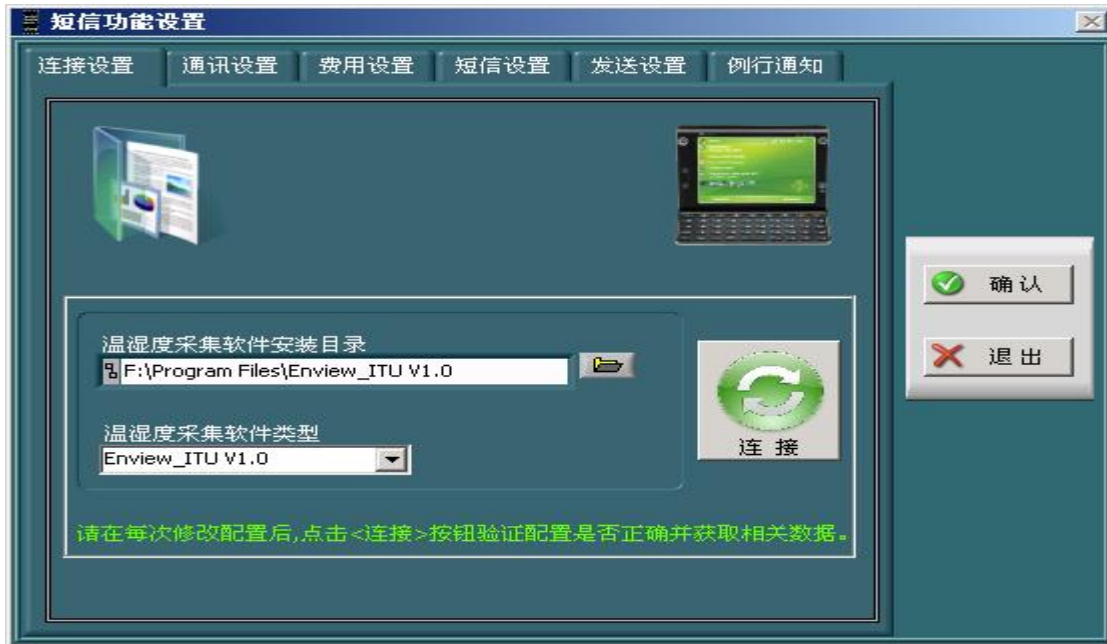 短信功能设置
连接设置 通讯设置 费用设置 短信设置 发送设置 例行通知
温湿度采集软件安装目录
F:\Program Files\Enview_ITU V1.0
温湿度采集软件类型
Enview_ITU V1.0
连 接
请在每次修改配置后,点击<连接>按钮验证配置是否正确并获取相关数据。
确 认
退 出